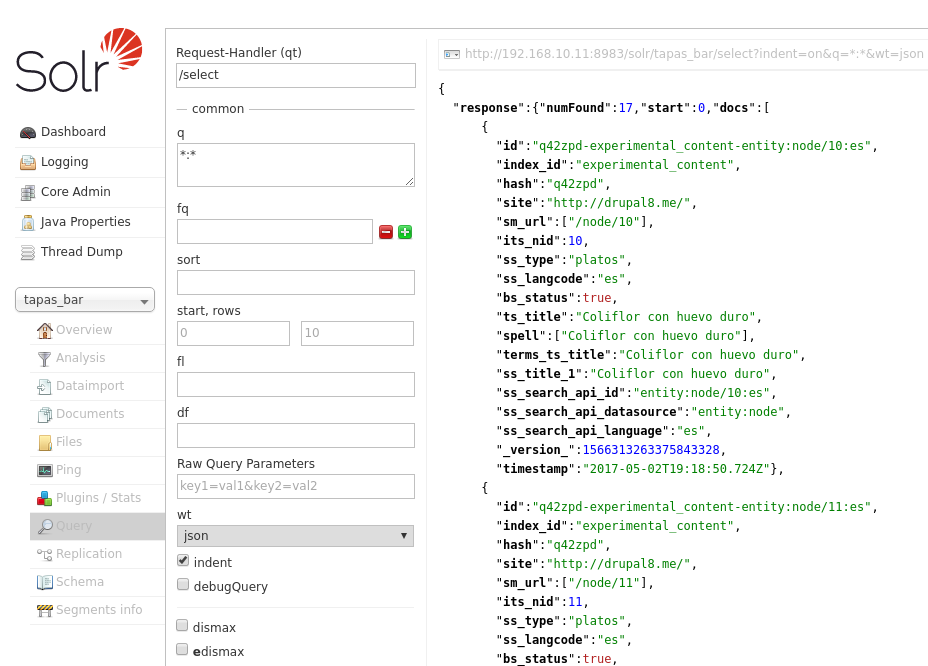 Solr
Dashboard
Logging
Core Admin
Java Properties
Thread Dump
tapas_bar
Overview
Analysis
Dataimport
Documents
Files
Ping
Plugins / Stats
Query
Replication
Schema
Segments info
Request-Handler (qt)
/select
common
q
*:*
fq
sort
start, rows
0 10
fl
df
Raw Query Parameters
key1=val1&key2=val2
wt
json
indent
debugQuery
dismax
edismax
http://192.168.10.11:8983/solr/tapas_bar/select?indent=on&q=*:*&wt=json
{
"response":{"numFound":17,"start":0,"docs":[
{
"id":"q42zpd-experimental_content-entity:node/10:es",
"index_id":"experimental_content",
"hash":"q42zpd",
"site":"http://drupal8.me/",
"sm_url":["/node/10"],
"its_nid":10,
"ss_type":"platos",
"ss_langcode":"es",
"bs_status":true,
"ts_title":"Coliflor con huevo duro",
"spell":["Coliflor con huevo duro"],
"terms_ts_title":"Coliflor con huevo duro",
"ss_title_1":"Coliflor con huevo duro",
"ss_search_api_id":"entity:node/10:es",
"ss_search_api_datasource":"entity:node",
"ss_search_api_language":"es",
"_version_":1566313263375843328,
"timestamp":"2017-05-02T19:18:50.724Z"},
{
"id":"q42zpd-experimental_content-entity:node/11:es",
"index_id":"experimental_content",
"hash":"q42zpd",
"site":"http://drupal8.me/",
"sm_url":["/node/11"],
"its_nid":11,
"ss_type":"platos",
"ss_langcode":"es",
"bs_status":true,